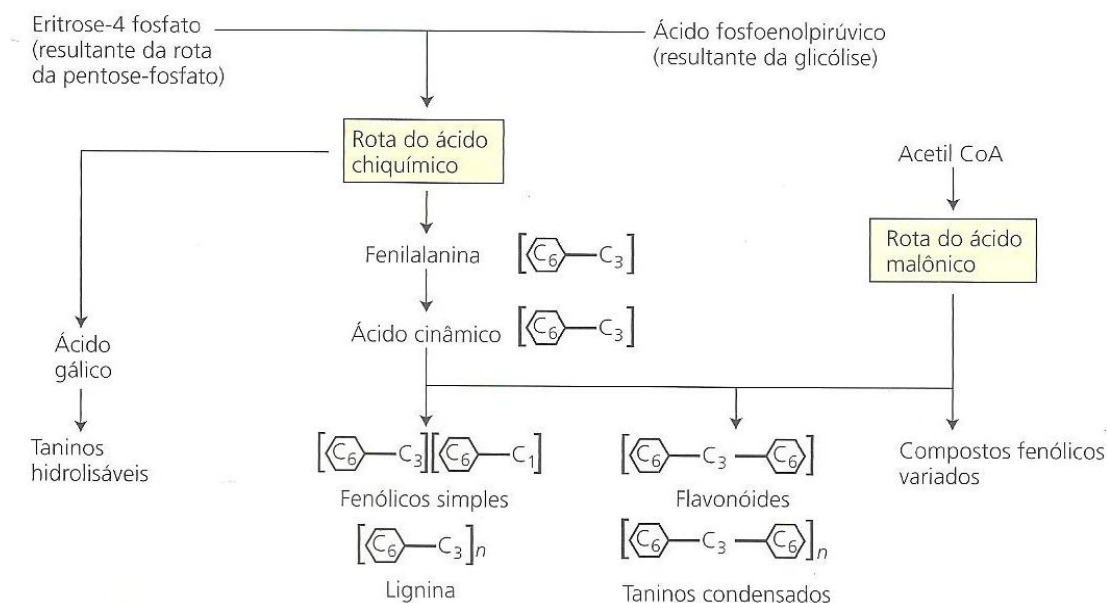 Eritrose-4 fosfato
(resultante da rota
da pentose-fosfato)
Ácido fosfoenolpirúvico
(resultante da glicólise)
Rota do ácido
chiquímico
Acetil CoA
Rota do ácido
malônico
Fenilalanina [C₆—C₃]
Ácido cinâmico [C₆—C₃]
Ácido
gálico
Taninos
hidrolisáveis
[C₆—C₃][C₆—C₁]
Fenólicos simples
[C₆—C₃]n
Lignina
[C₆—C₃—C₆]
Flavonóides
[C₆—C₃—C₆]n
Taninos condensados
Compostos fenólicos
variados